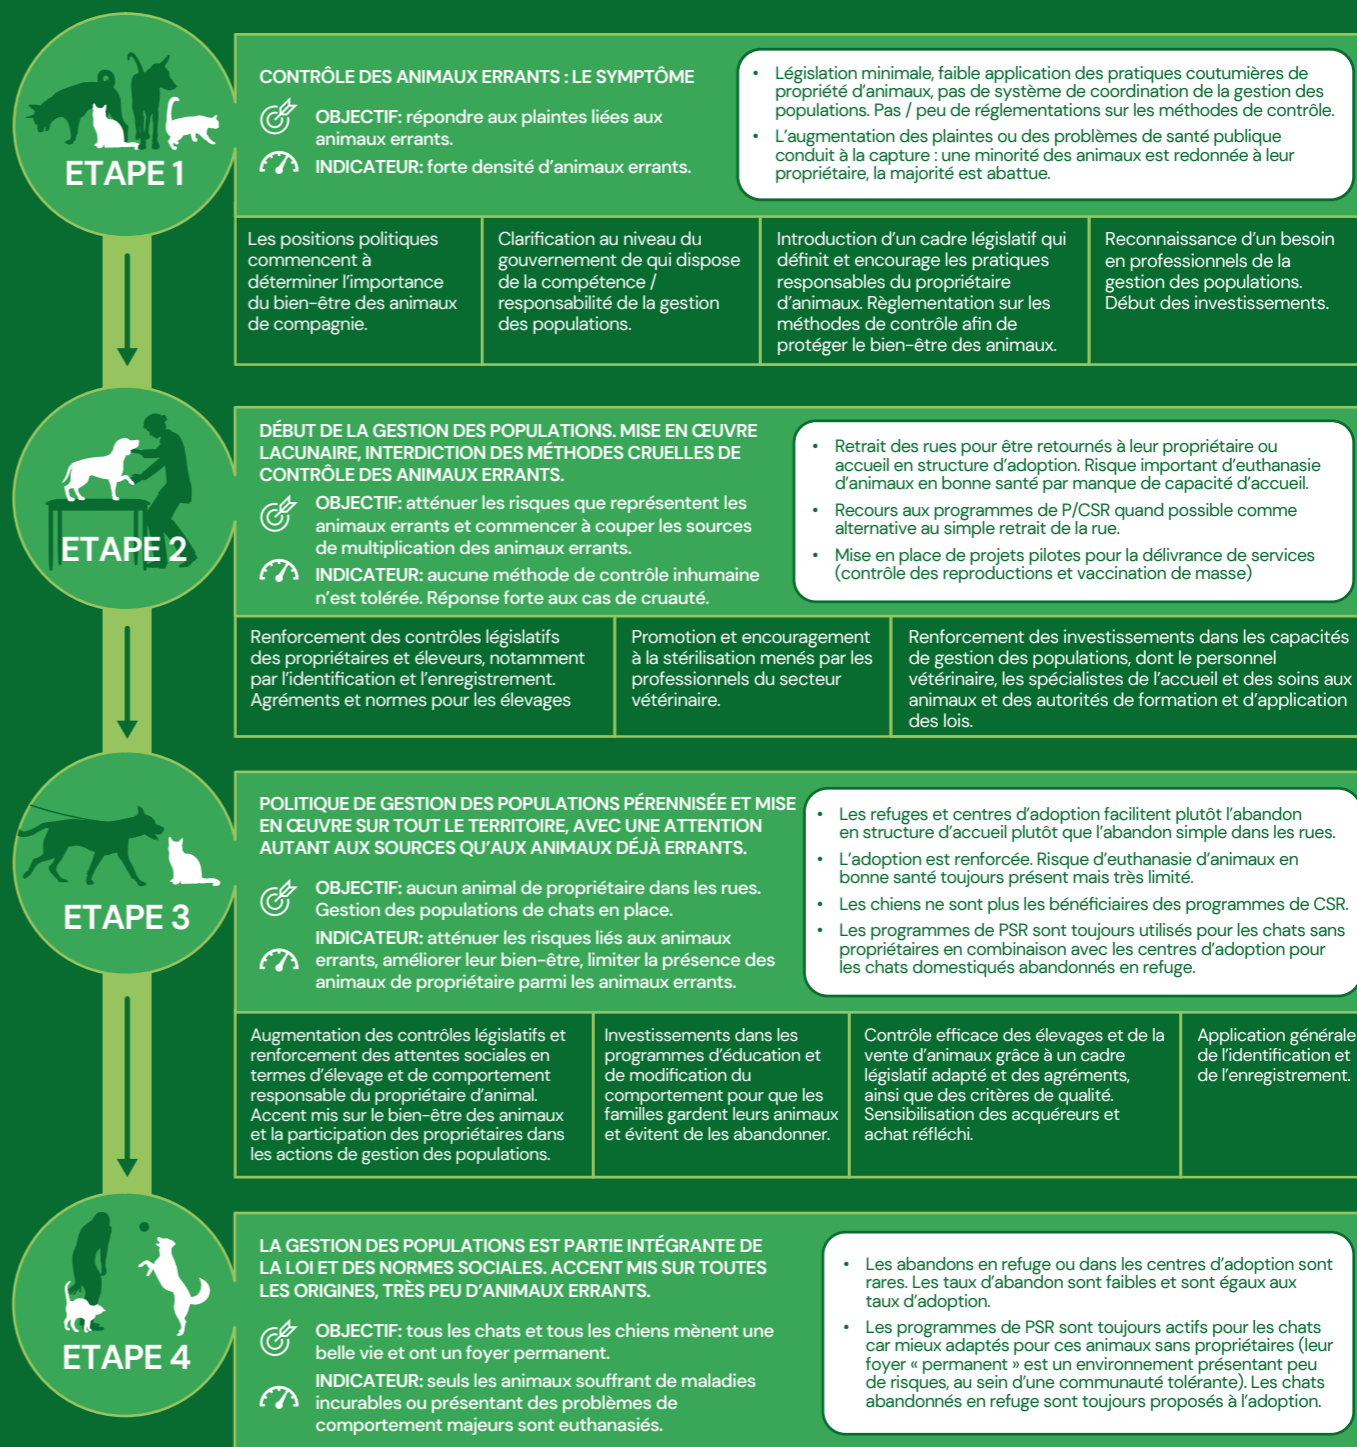 ETAPE 1
CONTRÔLE DES ANIMAUX ERRANTS : LE SYMPTÔME
OBJECTIF: répondre aux plaintes liées aux
animaux errants.
INDICATEUR: forte densité d'animaux errants.
• Législation minimale, faible application des pratiques coutumières de
propriété d'animaux, pas de système de coordination de la gestion des
populations. Pas / peu de réglementations sur les méthodes de contrôle.
• L'augmentation des plaintes ou des problèmes de santé publique
conduit à la capture : une minorité des animaux est redonnée à leur
propriétaire, la majorité est abattue.
Les positions politiques
commencent à
déterminer l'importance
du bien-être des animaux
de compagnie.
Clarification au niveau du
gouvernement de qui dispose
de la compétence /
responsabilité de la gestion
des populations.
Introduction d'un cadre législatif qui
définit et encourage les pratiques
responsables du propriétaire
d'animaux. Règlementation sur les
méthodes de contrôle afin de
protéger le bien-être des animaux.
Reconnaissance d'un besoin
en professionnels de la
gestion des populations.
Début des investissements.
ETAPE 2
DÉBUT DE LA GESTION DES POPULATIONS. MISE EN ŒUVRE
LACUNAIRE, INTERDICTION DES MÉTHODES CRUELLES DE
CONTRÔLE DES ANIMAUX ERRANTS.
OBJECTIF: atténuer les risques que représentent les
animaux errants et commencer à couper les sources
de multiplication des animaux errants.
INDICATEUR: aucune méthode de contrôle inhumaine
n'est tolérée. Réponse forte aux cas de cruauté.
• Retrait des rues pour être retournés à leur propriétaire ou
accueil en structure d'adoption. Risque important d'euthanasie
d'animaux en bonne santé par manque de capacité d'accueil.
• Recours aux programmes de P/CSR quand possible comme
alternative au simple retrait de la rue.
• Mise en place de projets pilotes pour la délivrance de services
(contrôle des reproductions et vaccination de masse)
Renforcement des contrôles législatifs
des propriétaires et éleveurs, notamment
par l'identification et l'enregistrement.
Agréments et normes pour les élevages
Promotion et encouragement
à la stérilisation menés par les
professionnels du secteur
vétérinaire.
Renforcement des investissements dans les capacités
de gestion des populations, dont le personnel
vétérinaire, les spécialistes de l'accueil et des soins aux
animaux et des autorités de formation et d'application
des lois.
ETAPE 3
POLITIQUE DE GESTION DES POPULATIONS PÉRENNISÉE ET MISE
EN ŒUVRE SUR TOUT LE TERRITOIRE, AVEC UNE ATTENTION
AUTANT AUX SOURCES QU'AUX ANIMAUX DÉJÀ ERRANTS.
OBJECTIF: aucun animal de propriétaire dans les rues.
Gestion des populations de chats en place.
INDICATEUR: atténuer les risques liés aux animaux
errants, améliorer leur bien-être, limiter la présence des
animaux de propriétaire parmi les animaux errants.
• Les refuges et centres d'adoption facilitent plutôt l'abandon
en structure d'accueil plutôt que l'abandon simple dans les rues.
• L'adoption est renforcée. Risque d'euthanasie d'animaux en
bonne santé toujours présent mais très limité.
• Les chiens ne sont plus les bénéficiaires des programmes de CSR.
• Les programmes de PSR sont toujours utilisés pour les chats sans
propriétaires en combinaison avec les centres d'adoption pour
les chats domestiqués abandonnés en refuge.
Augmentation des contrôles législatifs et
renforcement des attentes sociales en
termes d'élevage et de comportement
responsable du propriétaire d'animal.
Accent mis sur le bien-être des animaux
et la participation des propriétaires dans
les actions de gestion des populations.
Investissements dans les
programmes d'éducation et
de modification du
comportement pour que les
familles gardent leurs animaux
et évitent de les abandonner.
Contrôle efficace des élevages et de la
vente d'animaux grâce à un cadre
législatif adapté et des agréments,
ainsi que des critères de qualité.
Sensibilisation des acquéreurs et
achat réfléchi.
Application générale
de l'identification et
de l'enregistrement.
ETAPE 4
LA GESTION DES POPULATIONS EST PARTIE INTÉGRANTE DE
LA LOI ET DES NORMES SOCIALES. ACCENT MIS SUR TOUTES
LES ORIGINES, TRÈS PEU D'ANIMAUX ERRANTS.
OBJECTIF: tous les chats et tous les chiens mènent une
belle vie et ont un foyer permanent.
INDICATEUR: seuls les animaux souffrant de maladies
incurables ou présentant des problèmes de
comportement majeurs sont euthanasiés.
• Les abandons en refuge ou dans les centres d'adoption sont
rares. Les taux d'abandon sont faibles et sont égaux aux
taux d'adoption.
• Les programmes de PSR sont toujours actifs pour les chats
car mieux adaptés pour ces animaux sans propriétaires (leur
foyer « permanent » est un environnement présentant peu
de risques, au sein d'une communauté tolérante). Les chats
abandonnés en refuge sont toujours proposés à l'adoption.